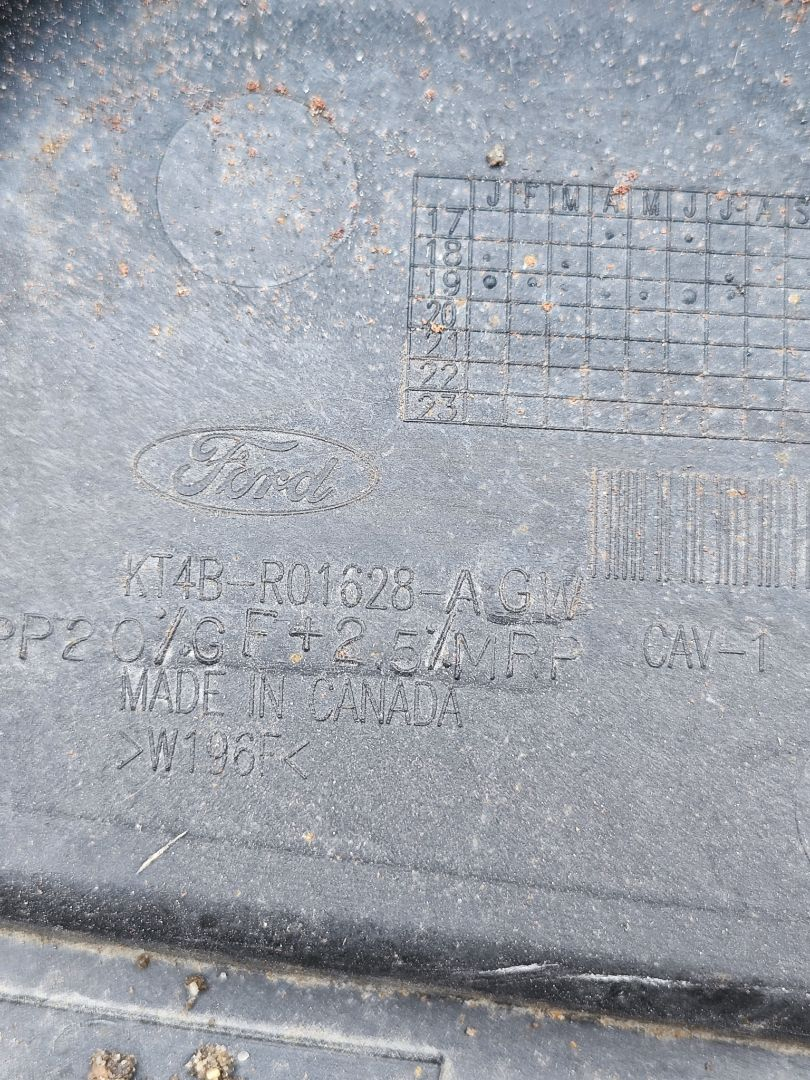 J F M A M J J A S
17
18
19
20
21
22
23
Ford
KT4B-R01628-AGW
PP20%GF+2.5%MRP
CAV-1
MADE IN CANADA
>W196F<